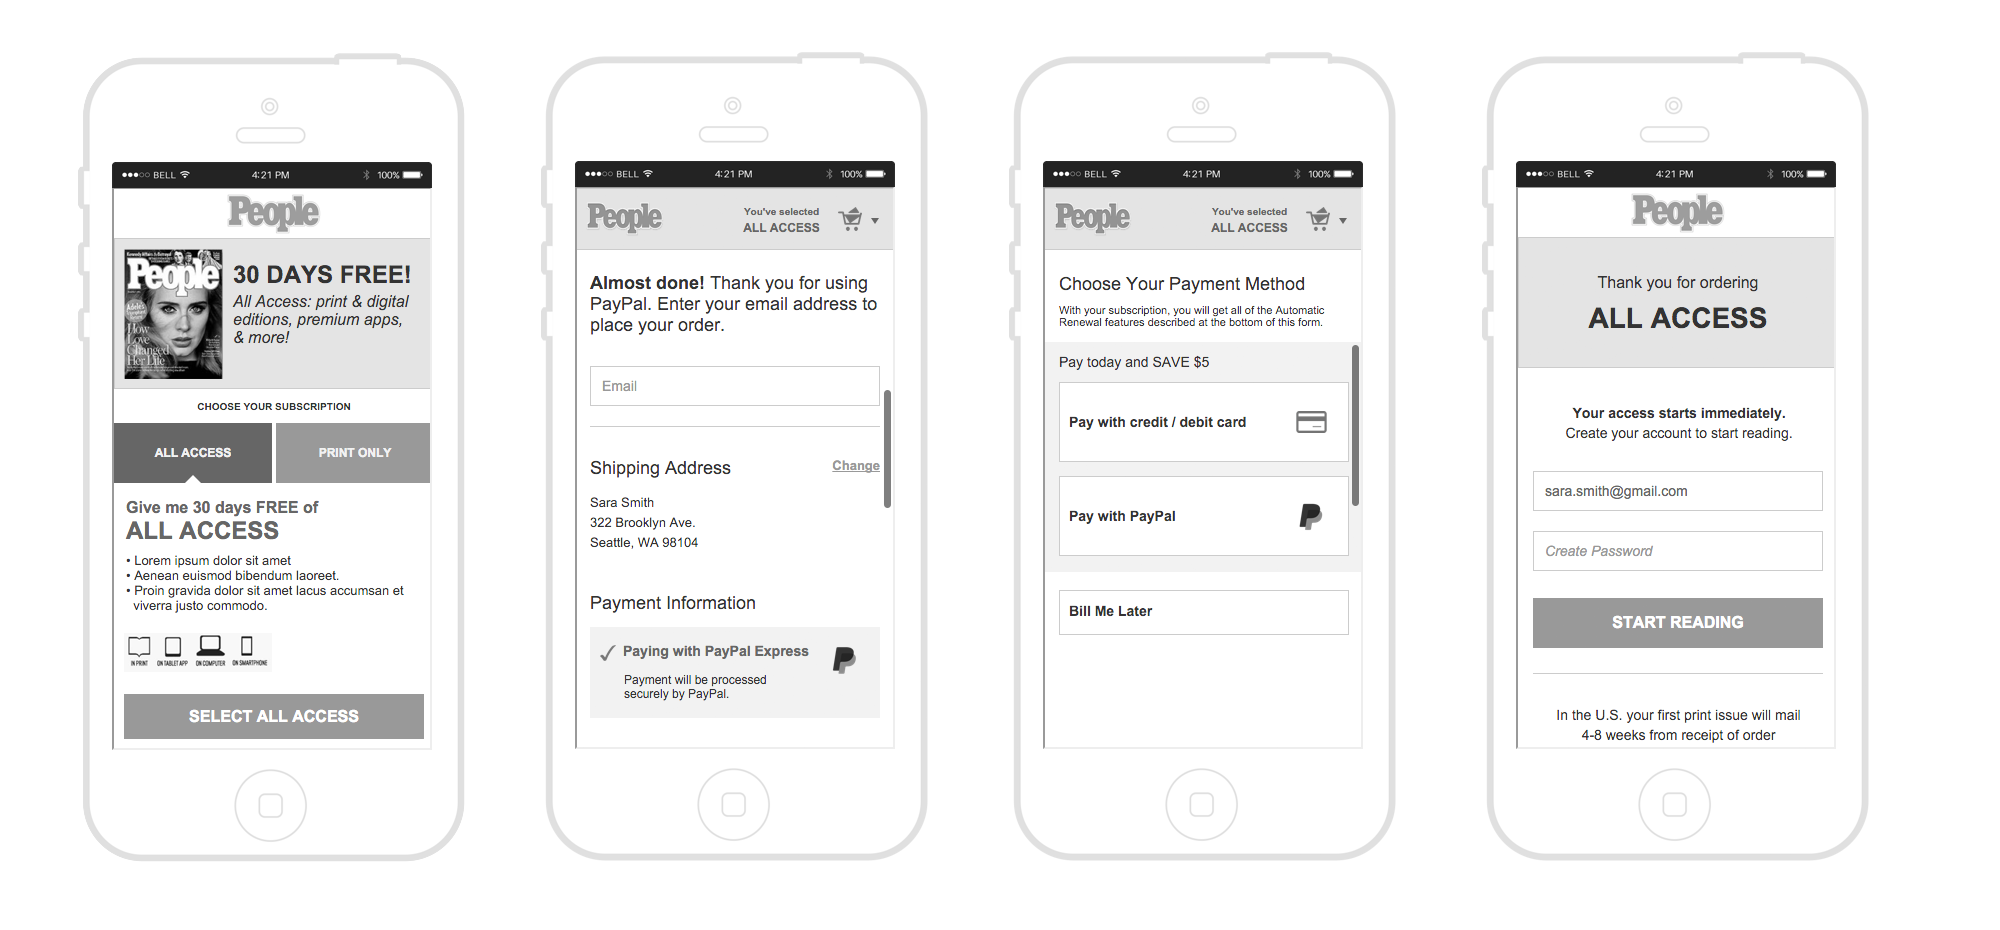 BELL
4:21 PM
100%
People
People
30 DAYS FREE!
All Access: print & digital
editions, premium apps,
& more!
How
Love
Changed
Her Life
CHOOSE YOUR SUBSCRIPTION
ALL ACCESS
PRINT ONLY
Give me 30 days FREE of
ALL ACCESS
• Lorem ipsum dolor sit amet
• Aenean euismod bibendum laoreet.
• Proin gravida dolor sit amet lacus accumsan et
viverra justo commodo.
IN PRINT
ON TABLET APP
ON COMPUTER
ON SMARTPHONE
SELECT ALL ACCESS
BELL
4:21 PM
100%
People
You've selected
ALL ACCESS
Almost done! Thank you for using
PayPal. Enter your email address to
place your order.
Email
Shipping Address
Change
Sara Smith
322 Brooklyn Ave.
Seattle, WA 98104
Payment Information
Paying with PayPal Express
Payment will be processed
securely by PayPal.
BELL
4:21 PM
100%
People
You've selected
ALL ACCESS
Choose Your Payment Method
With your subscription, you will get all of the Automatic
Renewal features described at the bottom of this form.
Pay today and SAVE $5
Pay with credit / debit card
Pay with PayPal
Bill Me Later
BELL
4:21 PM
100%
People
Thank you for ordering
ALL ACCESS
Your access starts immediately.
Create your account to start reading.
sara.smith@gmail.com
Create Password
START READING
In the U.S. your first print issue will mail
4-8 weeks from receipt of order